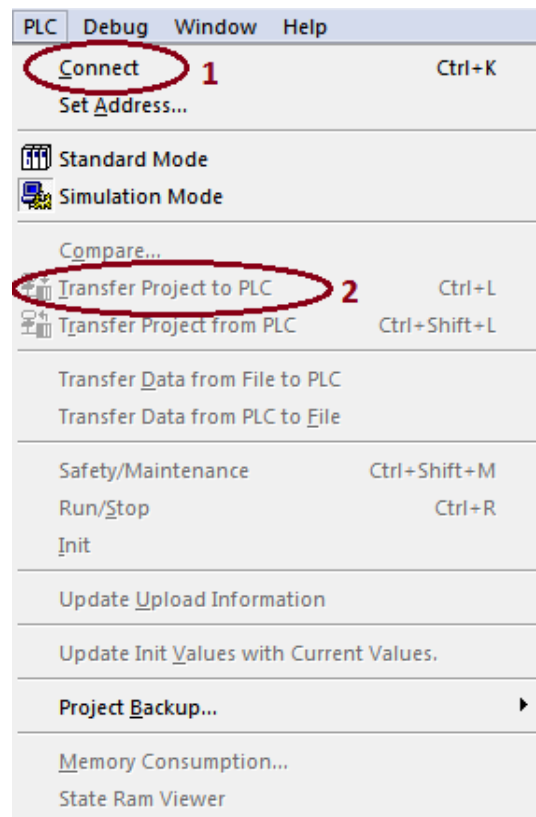 PLC Debug Window Help
Connect 1 Ctrl+K
Set Address...
Standard Mode
Simulation Mode
Compare...
Transfer Project to PLC 2 Ctrl+L
Transfer Project from PLC Ctrl+Shift+L
Transfer Data from File to PLC
Transfer Data from PLC to File
Safety/Maintenance Ctrl+Shift+M
Run/Stop Ctrl+R
Init
Update Upload Information
Update Init Values with Current Values.
Project Backup...
Memory Consumption...
State Ram Viewer